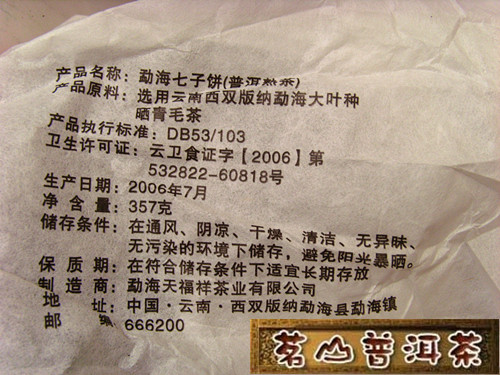 产品名称：勐海七子饼(普洱熟茶)
产品原料：选用云南西双版纳勐海大叶种
晒青毛茶
产品执行标准：DB53/103
卫生许可证：云卫食证字【2006】第
532822-60818号
生产日期：2006年7月
净 含 量：357克
储存条件：在通风、阴凉、干燥、清洁、无异味、
无污染的环境下储存，避免阳光暴晒。
保 质 期：在符合储存条件下适宜长期存放
制 造 商：勐海天福祥茶业有限公司
地 址：中国·云南·西双版纳勐海县勐海镇
邮 编 666200
茗山普洱茶